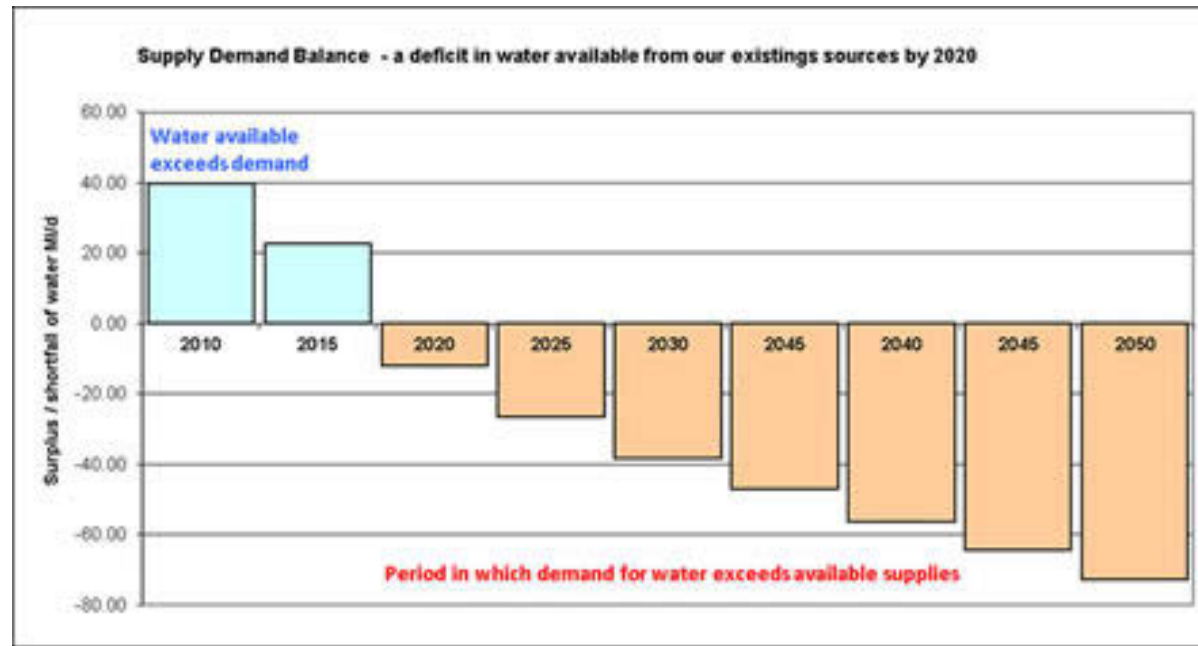 Supply Demand Balance - a deficit in water available from our existings sources by 2020
60.00
Water available
exceeds demand
40.00
20.00
0.00
2010 2015 2020 2025 2030 2045 2040 2045 2050
-20.00
-40.00
-60.00
Period in which demand for water exceeds available supplies
-80.00
Surplus / shortfall of water Ml/d